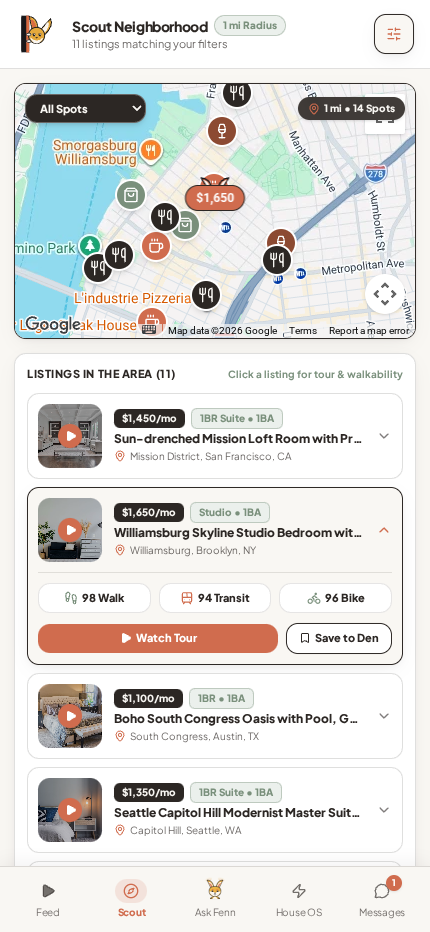 Scout Neighborhood
1 mi Radius
11 listings matching your filters
All Spots
1 mi • 14 Spots
Smorgasburg
Williamsburg
Manhattan Ave
278
Humboldt St
$1,650
mino Park
Metropolitan Ave
L'industrie Pizzeria
Google
ak House
Map data ©2026 Google
Terms
Report a map error
LISTINGS IN THE AREA (11)
Click a listing for tour & walkability
$1,450/mo
1BR Suite • 1BA
Sun-drenched Mission Loft Room with Pr...
Mission District, San Francisco, CA
$1,650/mo
Studio • 1BA
Williamsburg Skyline Studio Bedroom wit...
Williamsburg, Brooklyn, NY
98 Walk
94 Transit
96 Bike
Watch Tour
Save to Den
$1,100/mo
1BR • 1BA
Boho South Congress Oasis with Pool, G...
South Congress, Austin, TX
$1,350/mo
1BR Suite • 1BA
Seattle Capitol Hill Modernist Master Suit...
Capitol Hill, Seattle, WA
Feed
Scout
Ask Fenn
House OS
1
Messages